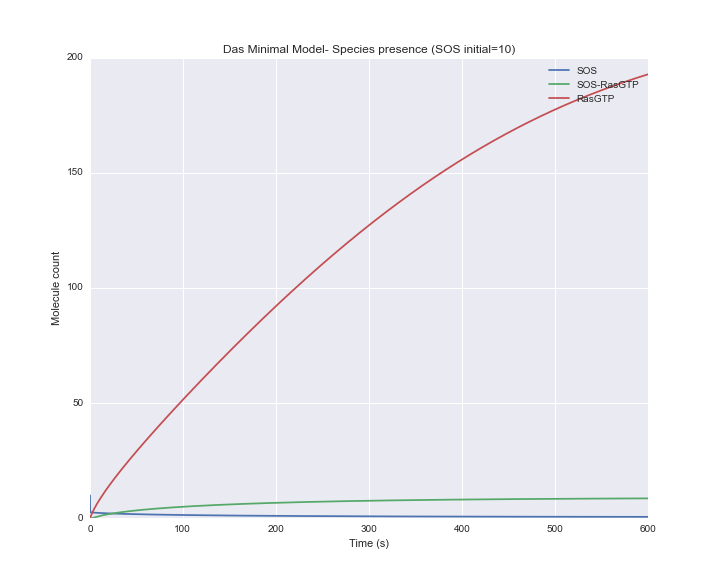 Das Minimal Model- Species presence (SOS initial=10)
SOS
SOS-RasGTP
RasGTP
200
150
100
50
0
Molecule count
0
100
200
300
400
500
600
Time (s)